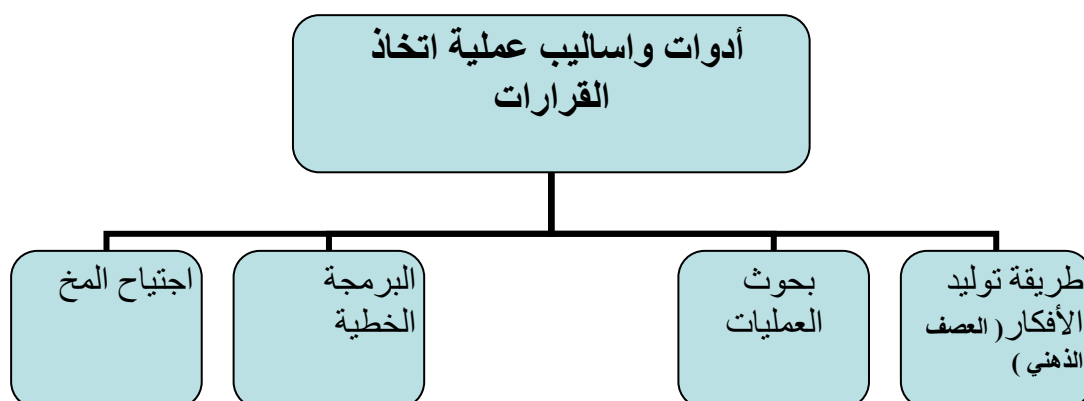 أدوات واساليب عملية اتخاذ
القرارات
طريقة توليد
الأفكار( العصف
الذهني )
بحوث
العمليات
البرمجة
الخطية
اجتياح المخ